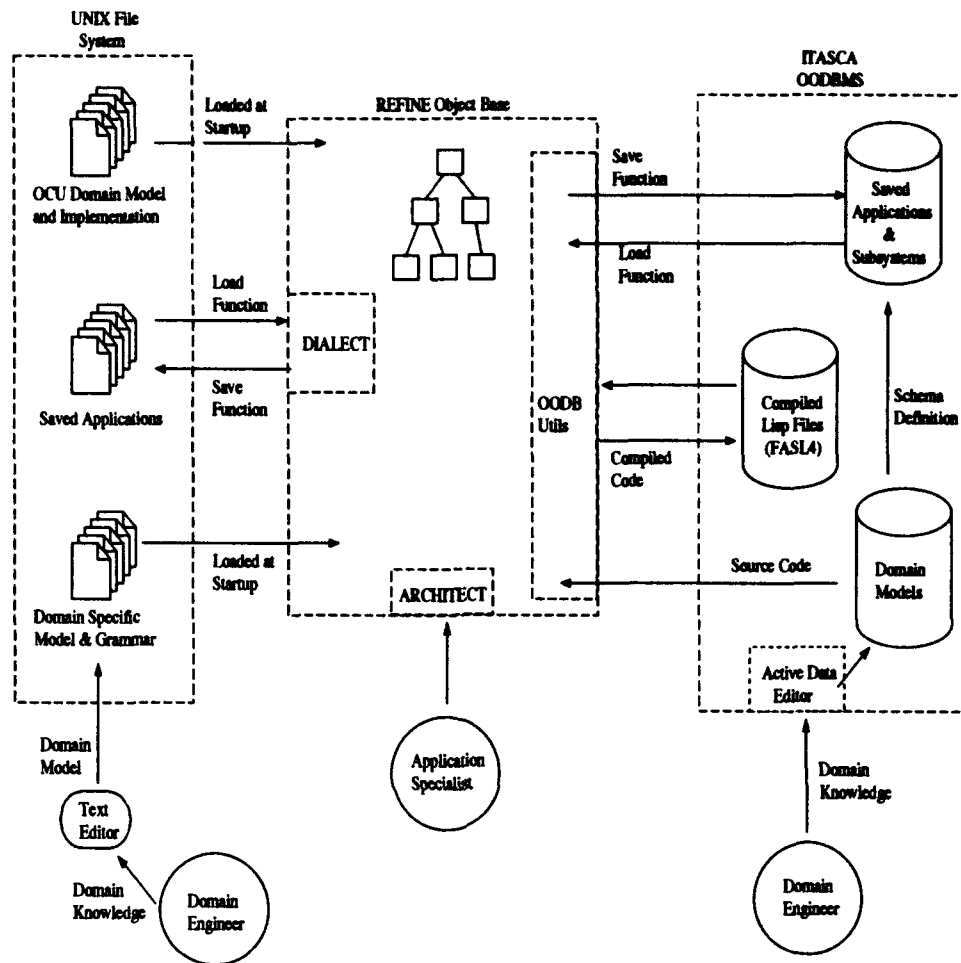 UNIX File
System
ITASCA
OODBMS
Loaded at
Startup
REFINE Object Base
OCU Domain Model
and Implementation
Save
Function
Saved
Applications
&
Subsystems
Load
Function
Load
Function
DIALECT
Save
Function
Saved Applications
OODB
Utils
Compiled
Lisp Files
(FASL4)
Schema
Definition
Compiled
Code
Loaded at
Startup
Source Code
Domain
Models
ARCHITECT
Domain Specific
Model & Grammar
Active Data
Editor
Domain
Model
Application
Specialist
Domain
Knowledge
Text
Editor
Domain
Knowledge
Domain
Engineer
Domain
Engineer